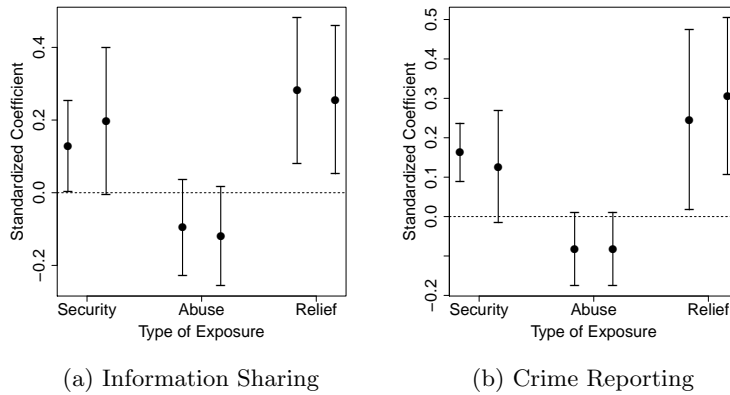 Standardized Coefficient
0.4
0.2
0.0
−0.2
Security
Abuse
Relief
Type of Exposure
(a) Information Sharing
Standardized Coefficient
0.5
0.4
0.3
0.2
0.1
0.0
−0.2
Security
Abuse
Relief
Type of Exposure
(b) Crime Reporting